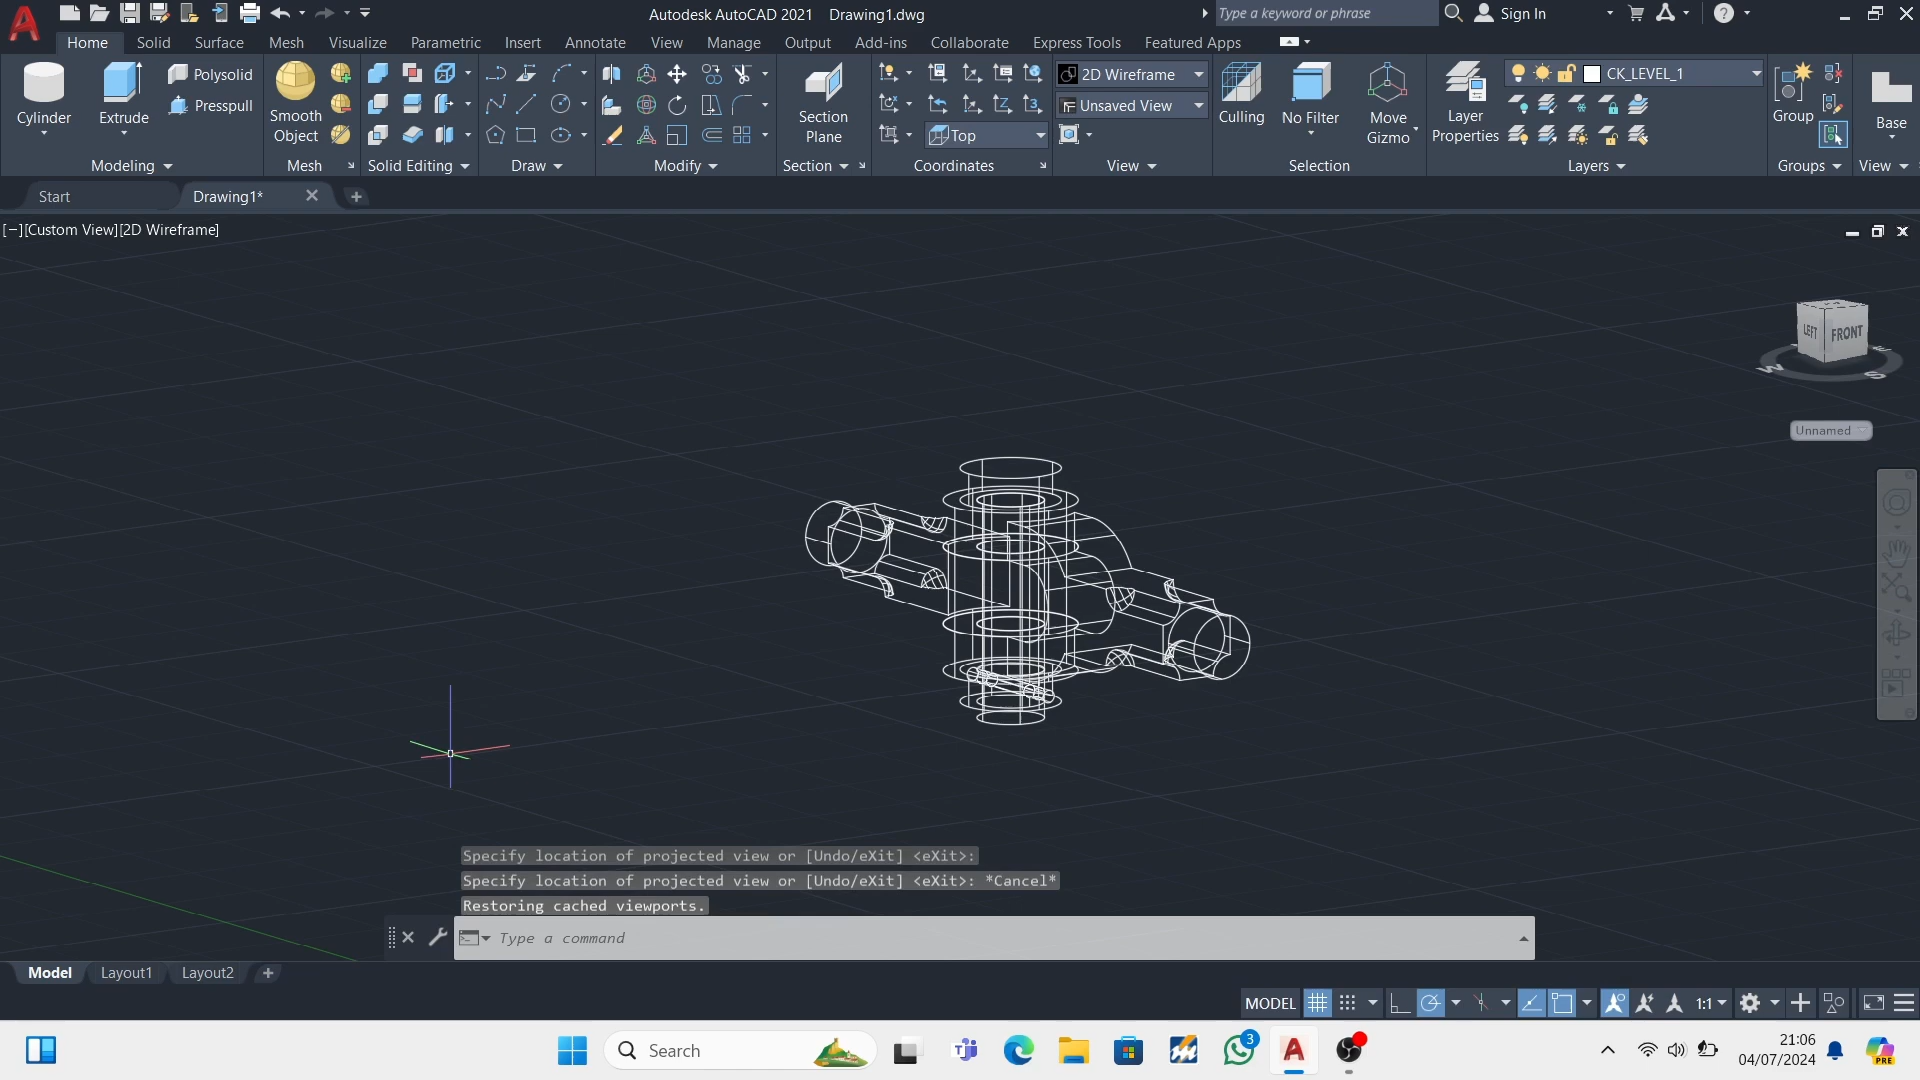 Autodesk AutoCAD 2021 Drawing1.dwg
Type a keyword or phrase
Sign In
Home Solid Surface Mesh Visualize Parametric Insert Annotate View Manage Output Add-ins Collaborate Express Tools Featured Apps
Cylinder
Extrude
Polysolid
Presspull
Smooth
Object
Section
Plane
Top
2D Wireframe
Unsaved View
Culling
No Filter
Move
Gizmo
Layer
Properties
CK_LEVEL_1
Group
Base
Modeling Mesh Solid Editing Draw Modify Section Coordinates View Selection Layers Groups View
Start Drawing1*
[−][Custom View][2D Wireframe]
LEFT FRONT
W S
Unnamed
Specify location of projected view or [Undo/eXit] <eXit>:
Specify location of projected view or [Undo/eXit] <eXit>: *Cancel*
Restoring cached viewports.
Type a command
Model Layout1 Layout2
MODEL 1:1
Search
3
21:06
04/07/2024
PRE